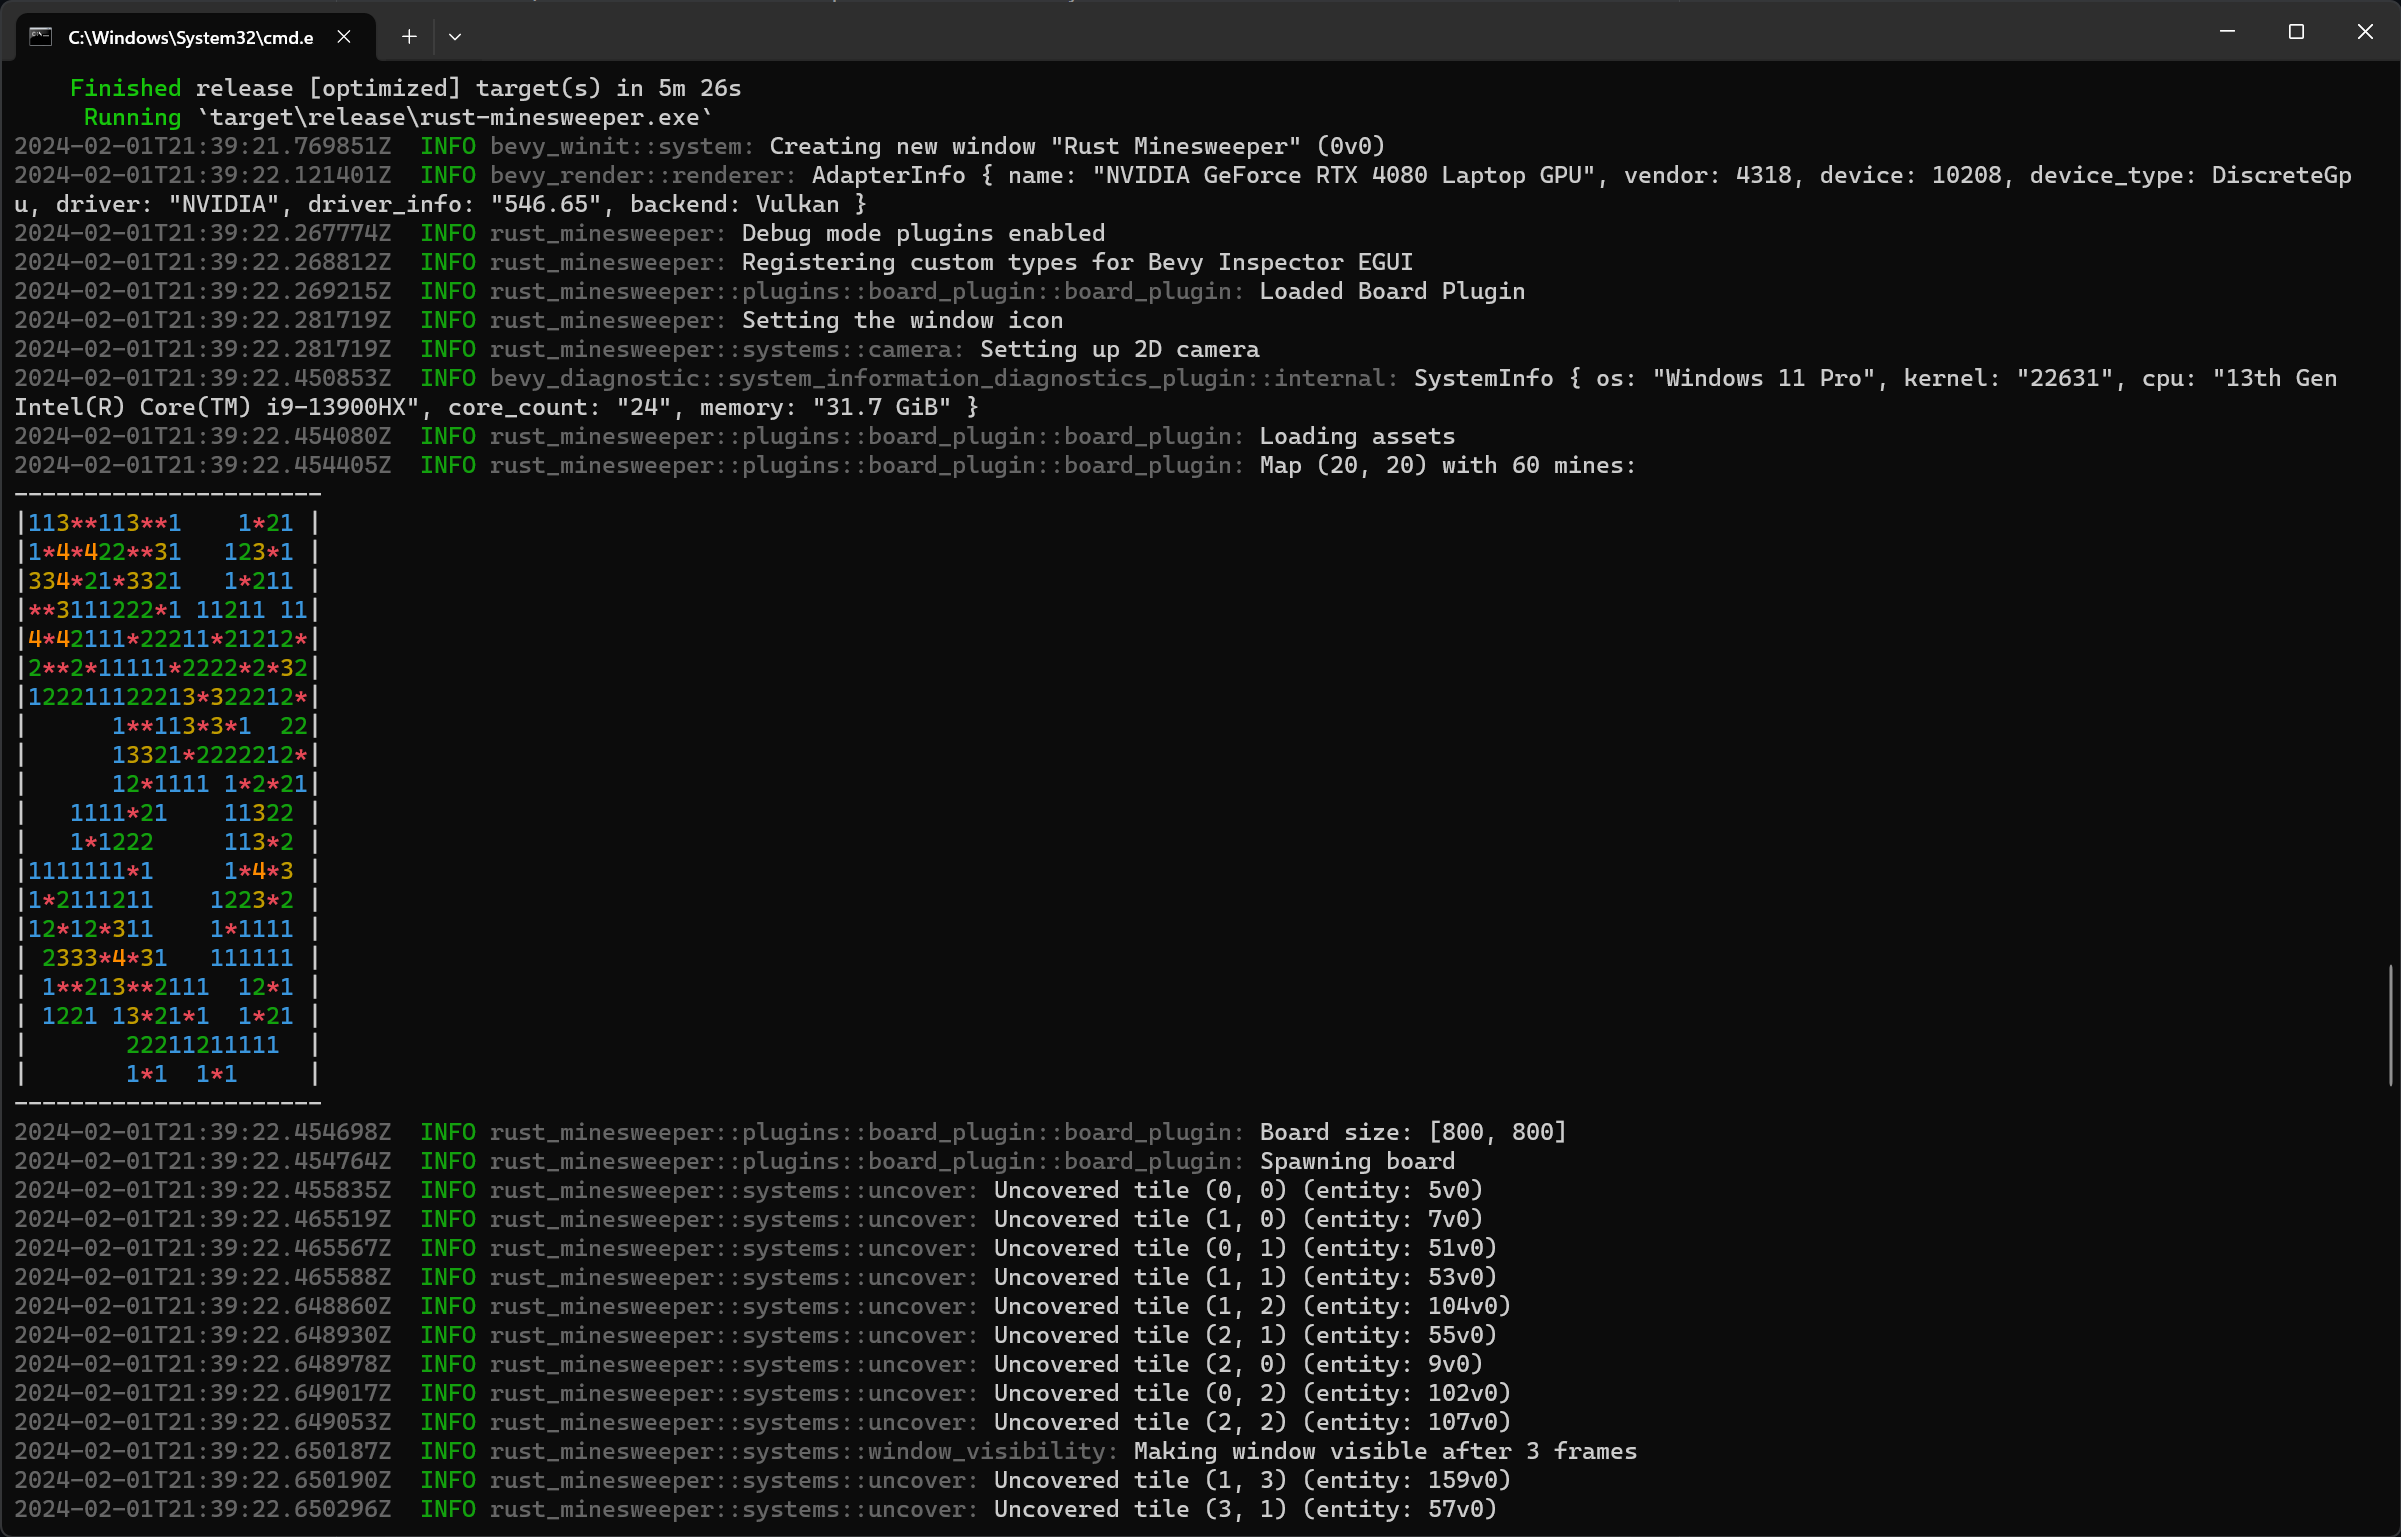 C:\Windows\System32\cmd.e
    Finished release [optimized] target(s) in 5m 26s
     Running `target\release\rust-minesweeper.exe`
2024-02-01T21:39:21.769851Z  INFO bevy_winit::system: Creating new window "Rust Minesweeper" (0v0)
2024-02-01T21:39:22.121401Z  INFO bevy_render::renderer: AdapterInfo { name: "NVIDIA GeForce RTX 4080 Laptop GPU", vendor: 4318, device: 10208, device_type: DiscreteGp
u, driver: "NVIDIA", driver_info: "546.65", backend: Vulkan }
2024-02-01T21:39:22.267774Z  INFO rust_minesweeper: Debug mode plugins enabled
2024-02-01T21:39:22.268812Z  INFO rust_minesweeper: Registering custom types for Bevy Inspector EGUI
2024-02-01T21:39:22.269215Z  INFO rust_minesweeper::plugins::board_plugin::board_plugin: Loaded Board Plugin
2024-02-01T21:39:22.281719Z  INFO rust_minesweeper: Setting the window icon
2024-02-01T21:39:22.281719Z  INFO rust_minesweeper::systems::camera: Setting up 2D camera
2024-02-01T21:39:22.450853Z  INFO bevy_diagnostic::system_information_diagnostics_plugin::internal: SystemInfo { os: "Windows 11 Pro", kernel: "22631", cpu: "13th Gen
Intel(R) Core(TM) i9-13900HX", core_count: "24", memory: "31.7 GiB" }
2024-02-01T21:39:22.454080Z  INFO rust_minesweeper::plugins::board_plugin::board_plugin: Loading assets
2024-02-01T21:39:22.454405Z  INFO rust_minesweeper::plugins::board_plugin::board_plugin: Map (20, 20) with 60 mines:
----------------------
|113**113**1    1*21 |
|1*4*422**31   123*1 |
|334*21*3321   1*211 |
|**3111222*1 11211 11|
|4*42111*22211*21212*|
|2**2*11111*2222*2*32|
|122211122213*322212*|
|      1**113*3*1  22|
|      13321*2222212*|
|      12*1111 1*2*21|
|   1111*21    11322 |
|   1*1222     113*2 |
|1111111*1     1*4*3 |
|1*2111211    1223*2 |
|12*12*311    1*1111 |
| 2333*4*31   111111 |
| 1**213**2111  12*1 |
| 1221 13*21*1  1*21 |
|       22211211111  |
|       1*1  1*1     |
----------------------
2024-02-01T21:39:22.454698Z  INFO rust_minesweeper::plugins::board_plugin::board_plugin: Board size: [800, 800]
2024-02-01T21:39:22.454764Z  INFO rust_minesweeper::plugins::board_plugin::board_plugin: Spawning board
2024-02-01T21:39:22.455835Z  INFO rust_minesweeper::systems::uncover: Uncovered tile (0, 0) (entity: 5v0)
2024-02-01T21:39:22.465519Z  INFO rust_minesweeper::systems::uncover: Uncovered tile (1, 0) (entity: 7v0)
2024-02-01T21:39:22.465567Z  INFO rust_minesweeper::systems::uncover: Uncovered tile (0, 1) (entity: 51v0)
2024-02-01T21:39:22.465588Z  INFO rust_minesweeper::systems::uncover: Uncovered tile (1, 1) (entity: 53v0)
2024-02-01T21:39:22.648860Z  INFO rust_minesweeper::systems::uncover: Uncovered tile (1, 2) (entity: 104v0)
2024-02-01T21:39:22.648930Z  INFO rust_minesweeper::systems::uncover: Uncovered tile (2, 1) (entity: 55v0)
2024-02-01T21:39:22.648978Z  INFO rust_minesweeper::systems::uncover: Uncovered tile (2, 0) (entity: 9v0)
2024-02-01T21:39:22.649017Z  INFO rust_minesweeper::systems::uncover: Uncovered tile (0, 2) (entity: 102v0)
2024-02-01T21:39:22.649053Z  INFO rust_minesweeper::systems::uncover: Uncovered tile (2, 2) (entity: 107v0)
2024-02-01T21:39:22.650187Z  INFO rust_minesweeper::systems::window_visibility: Making window visible after 3 frames
2024-02-01T21:39:22.650190Z  INFO rust_minesweeper::systems::uncover: Uncovered tile (1, 3) (entity: 159v0)
2024-02-01T21:39:22.650296Z  INFO rust_minesweeper::systems::uncover: Uncovered tile (3, 1) (entity: 57v0)